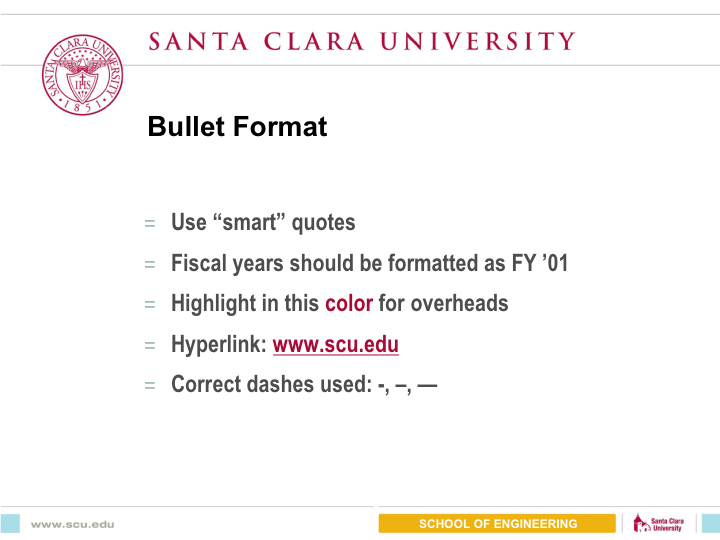 SANTA CLARA UNIVERSITY
SANTA CLARA UNIVERSITY
IHS
• 1851 •
Bullet Format
= Use “smart” quotes
= Fiscal years should be formatted as FY ’01
= Highlight in this color for overheads
= Hyperlink: www.scu.edu
= Correct dashes used: -, –, —
www.scu.edu
SCHOOL OF ENGINEERING
Santa Clara
University